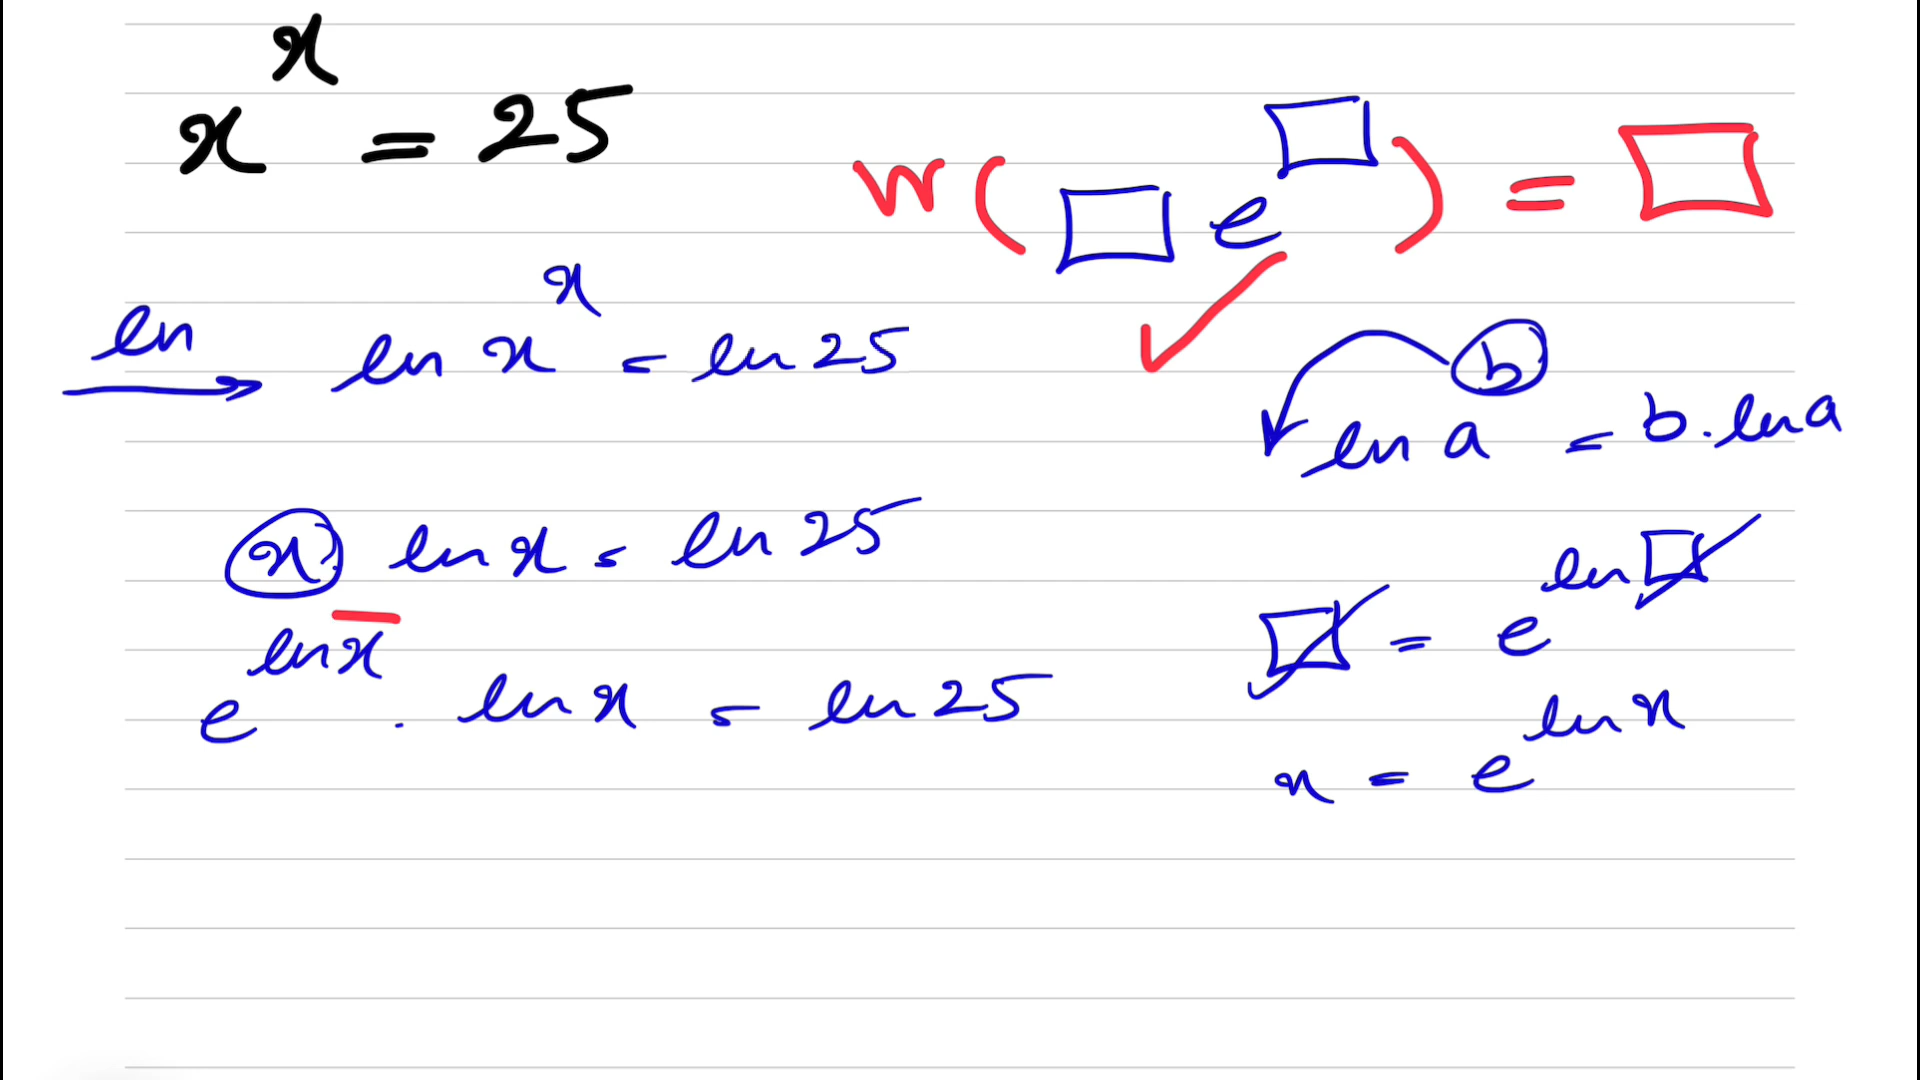 x^x = 25
W(□ e^□) = □
ln → ln x^x = ln 25
ln a^b = b. ln a
x ln x = ln 25
□ = e^ln □
e^ln x . ln x = ln 25
x = e^ln x